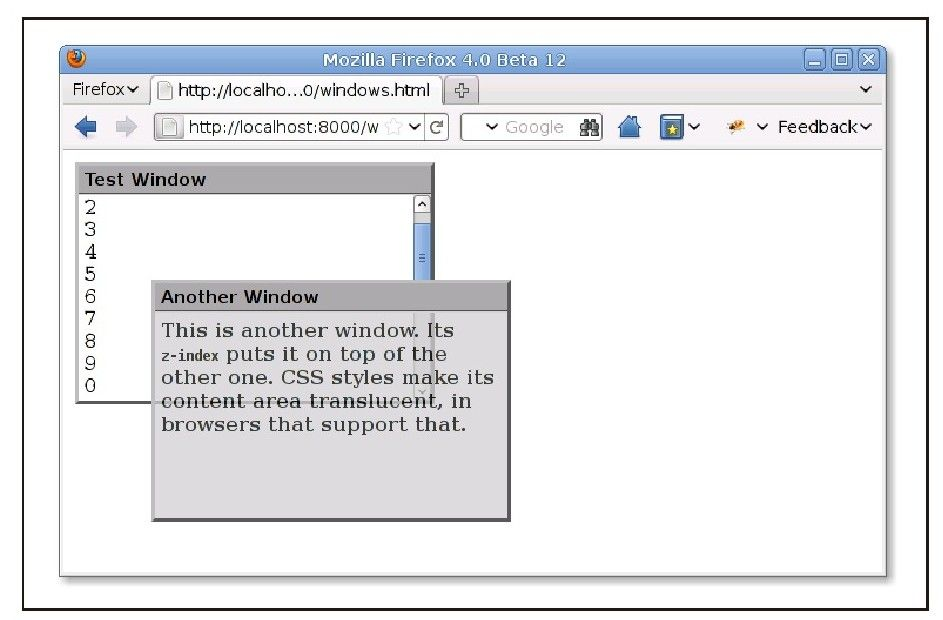 Mozilla Firefox 4.0 Beta 12
Firefox
http://localho...0/windows.html
http://localhost:8000/w
Google
Feedback
Test Window
2
3
4
5
6
7
8
9
0
Another Window
This is another window. Its
z-index puts it on top of the
other one. CSS styles make its
content area translucent, in
browsers that support that.